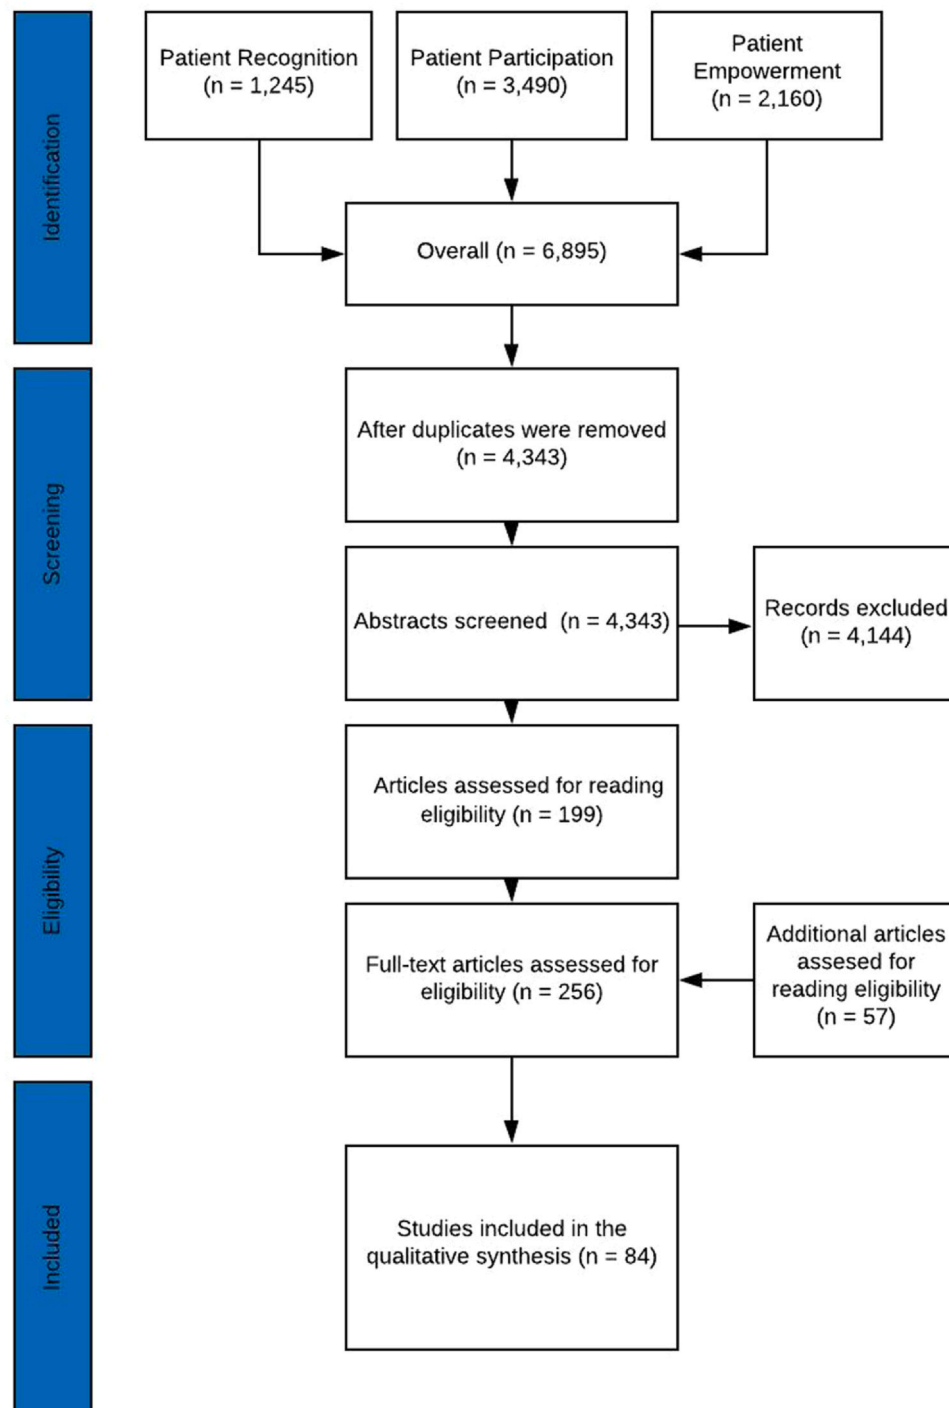 Identification
Patient Recognition
(n = 1,245)
Patient Participation
(n = 3,490)
Patient
Empowerment
(n = 2,160)
Overall (n = 6,895)
Screening
After duplicates were removed
(n = 4,343)
Abstracts screened (n = 4,343)
Records excluded
(n = 4,144)
Eligibility
Articles assessed for reading
eligibility (n = 199)
Full-text articles assessed for
eligibility (n = 256)
Additional articles
assesed for
reading eligibility
(n = 57)
Included
Studies included in the
qualitative synthesis (n = 84)